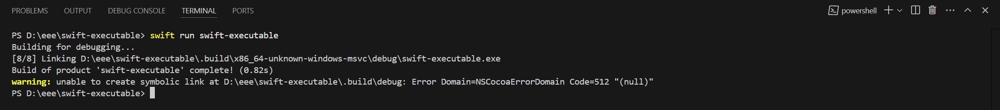 PROBLEMS OUTPUT DEBUG CONSOLE TERMINAL PORTS powershell
PS D:\eee\swift-executable> swift run swift-executable
Building for debugging...
[8/8] Linking D:\eee\swift-executable\.build\x86_64-unknown-windows-msvc\debug\swift-executable.exe
Build of product 'swift-executable' complete! (0.82s)
warning: unable to create symbolic link at D:\eee\swift-executable\.build\debug: Error Domain=NSCocoaErrorDomain Code=512 "(null)"
PS D:\eee\swift-executable>